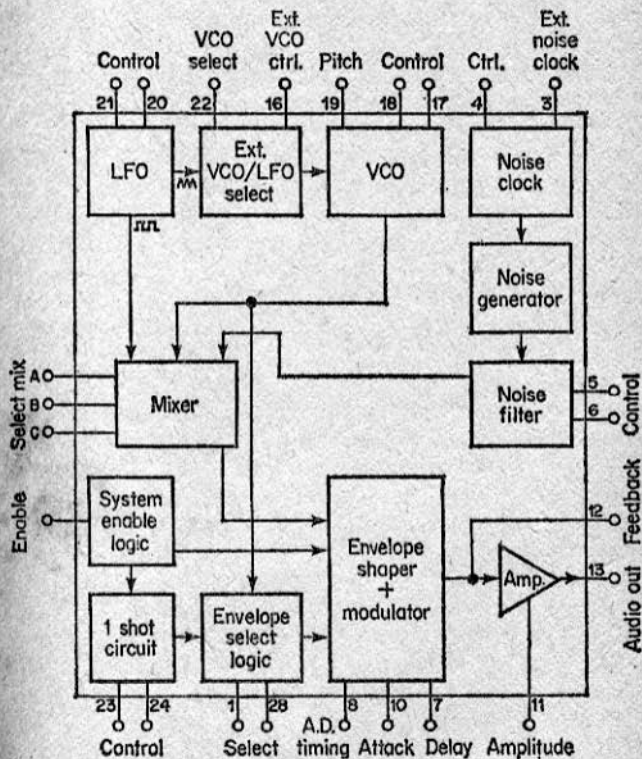 Control
VCO
select
Ext.
VCO
ctrl.
Pitch
Control
Ctrl.
Ext.
noise
clock
21
20
22
16
19
18
17
4
3
LFO
Ext.
VCO/LFO
select
VCO
Noise
clock
Noise
generator
Select mix
A
B
C
Mixer
Noise
filter
5
6
Control
Enable
System
enable
logic
Envelope
shaper
+
modulator
12
Feedback
Amp.
13
Audio out
1 shot
circuit
Envelope
select
logic
23
24
1
28
8
10
7
11
Control
Select
A.D.
timing
Attack
Delay
Amplitude